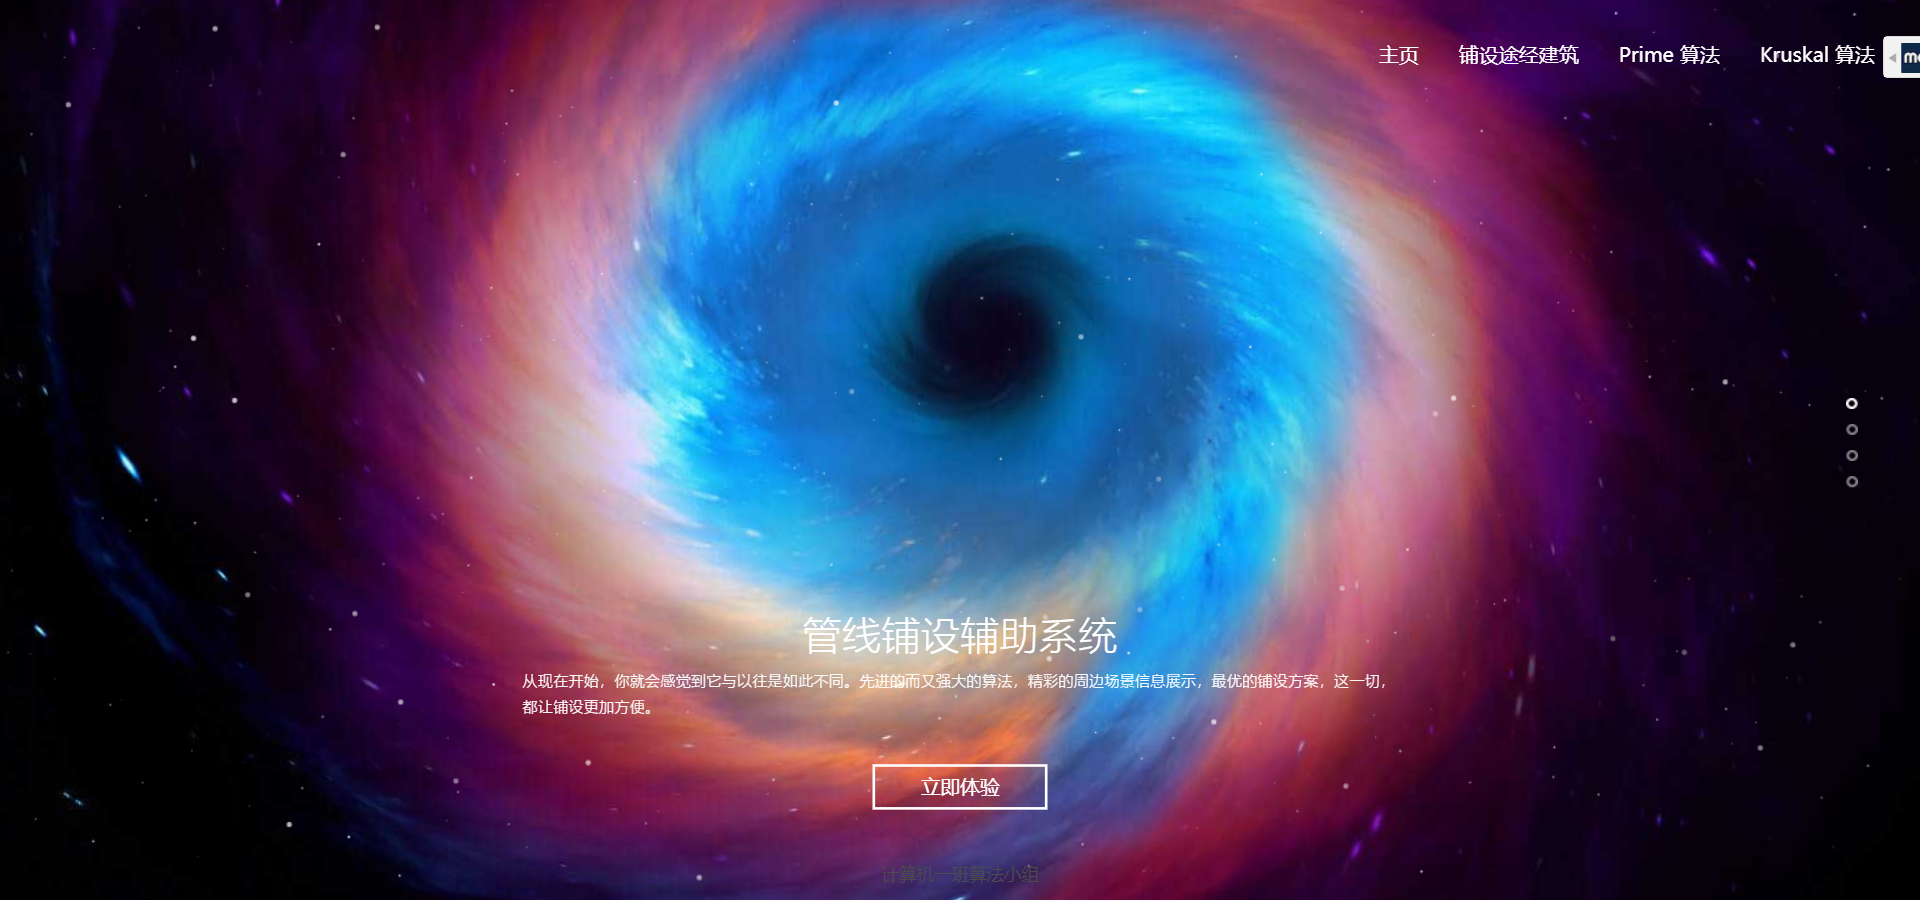 主页 铺设途经建筑 Prime 算法 Kruskal 算法
管线铺设辅助系统
从现在开始，你就会感觉到它与以往是如此不同。先进的而又强大的算法，精彩的周边场景信息展示，最优的铺设方案，这一切，
都让铺设更加方便。
立即体验
计算机一班算法小组